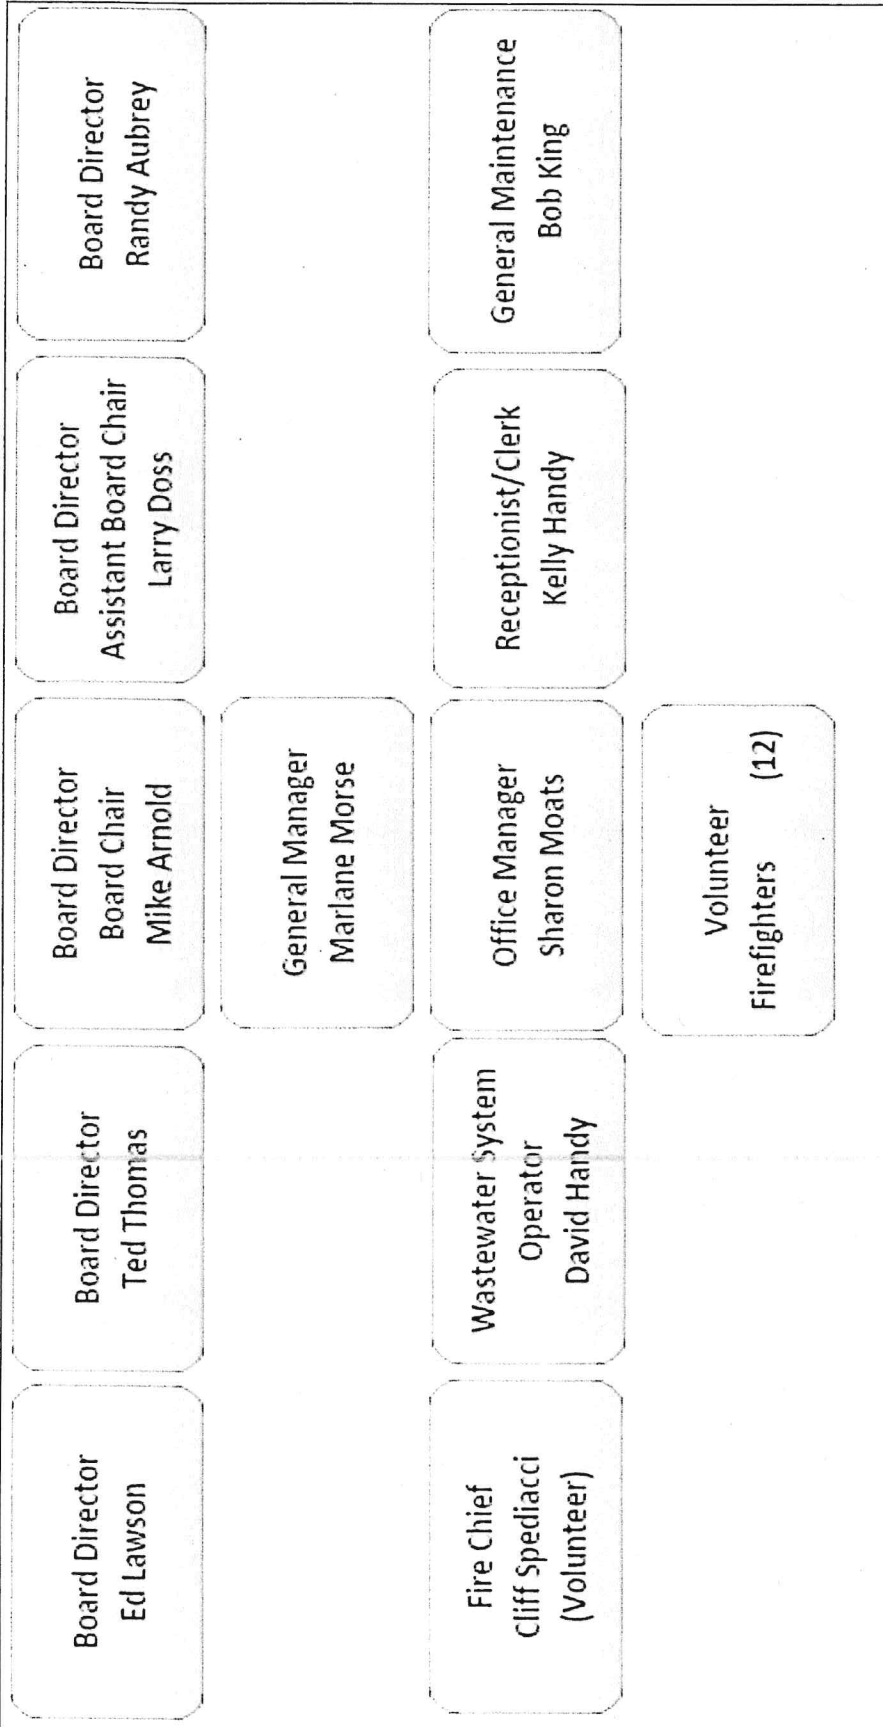 Board Director
Ed Lawson
Board Director
Ted Thomas
Board Director
Board Chair
Mike Arnold
Board Director
Assistant Board Chair
Larry Doss
Board Director
Randy Aubrey
General Manager
Marlane Morse
Fire Chief
Cliff Spediacci
(Volunteer)
Wastewater System
Operator
David Handy
Office Manager
Sharon Moats
Receptionist/Clerk
Kelly Handy
General Maintenance
Bob King
Volunteer
Firefighters (12)